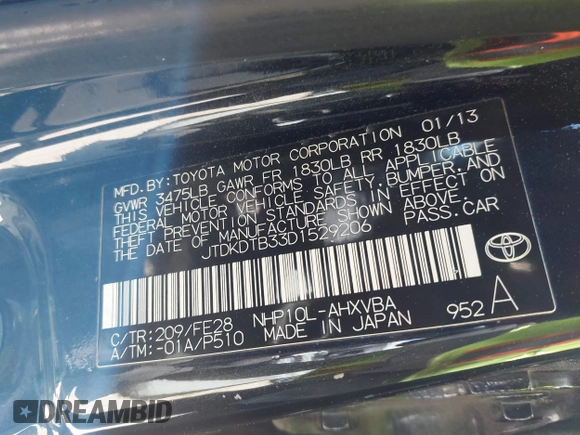 MFD. BY: TOYOTA MOTOR CORPORATION 01/13
GVWR 3475LB GAWR FR 1830LB RR 1830LB
THIS VEHICLE CONFORMS TO ALL APPLICABLE
FEDERAL MOTOR VEHICLE SAFETY, BUMPER, AND
THEFT PREVENTION STANDARDS IN EFFECT ON
THE DATE OF MANUFACTURE SHOWN ABOVE.
JTDKDTB33D1529206 PASS. CAR
C/TR: 209/FE28 NHP10L-AHXVBA
A/TM: -01A/P510 MADE IN JAPAN 952 A
TOYOTA
DREAMBID